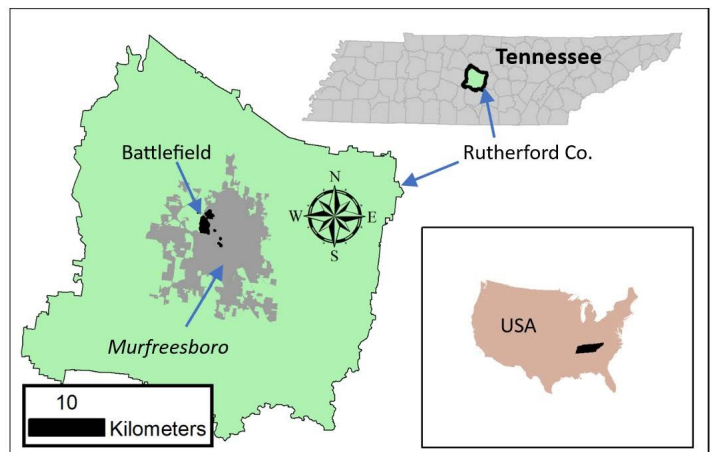 Tennessee
Battlefield
Rutherford Co.
N
W E
S
USA
Murfreesboro
10
Kilometers